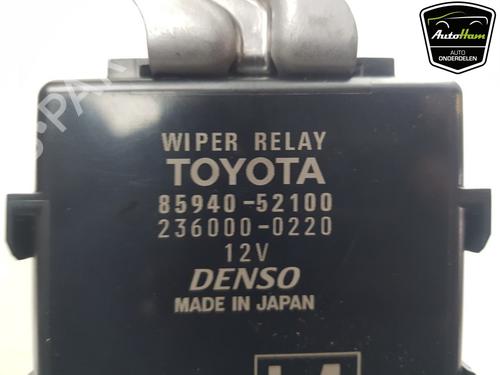 AutoHam
AUTO
ONDERDELEN
WIPER RELAY
TOYOTA
85940-52100
236000-0220
12V
DENSO
MADE IN JAPAN